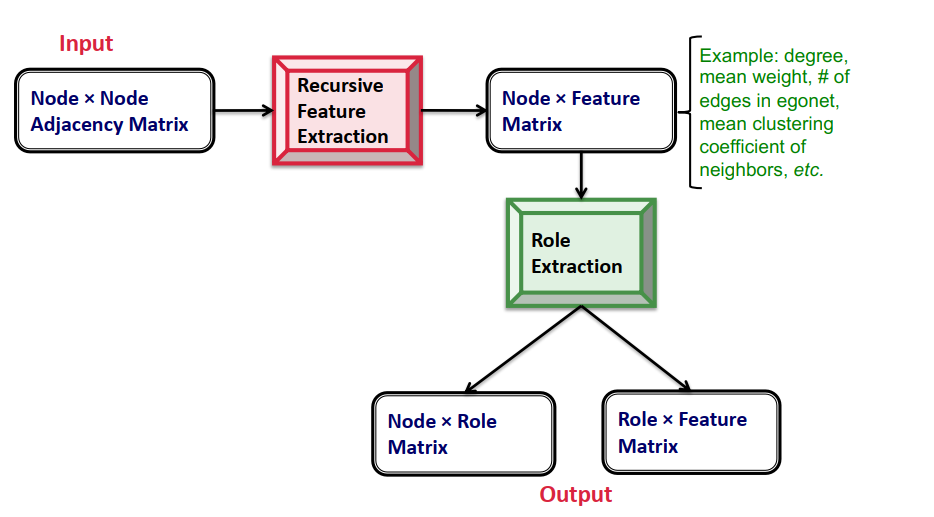 Input
Node × Node
Adjacency Matrix
Recursive
Feature
Extraction
Node × Feature
Matrix
Example: degree,
mean weight, # of
edges in egonet,
mean clustering
coefficient of
neighbors, etc.
Role
Extraction
Node × Role
Matrix
Role × Feature
Matrix
Output